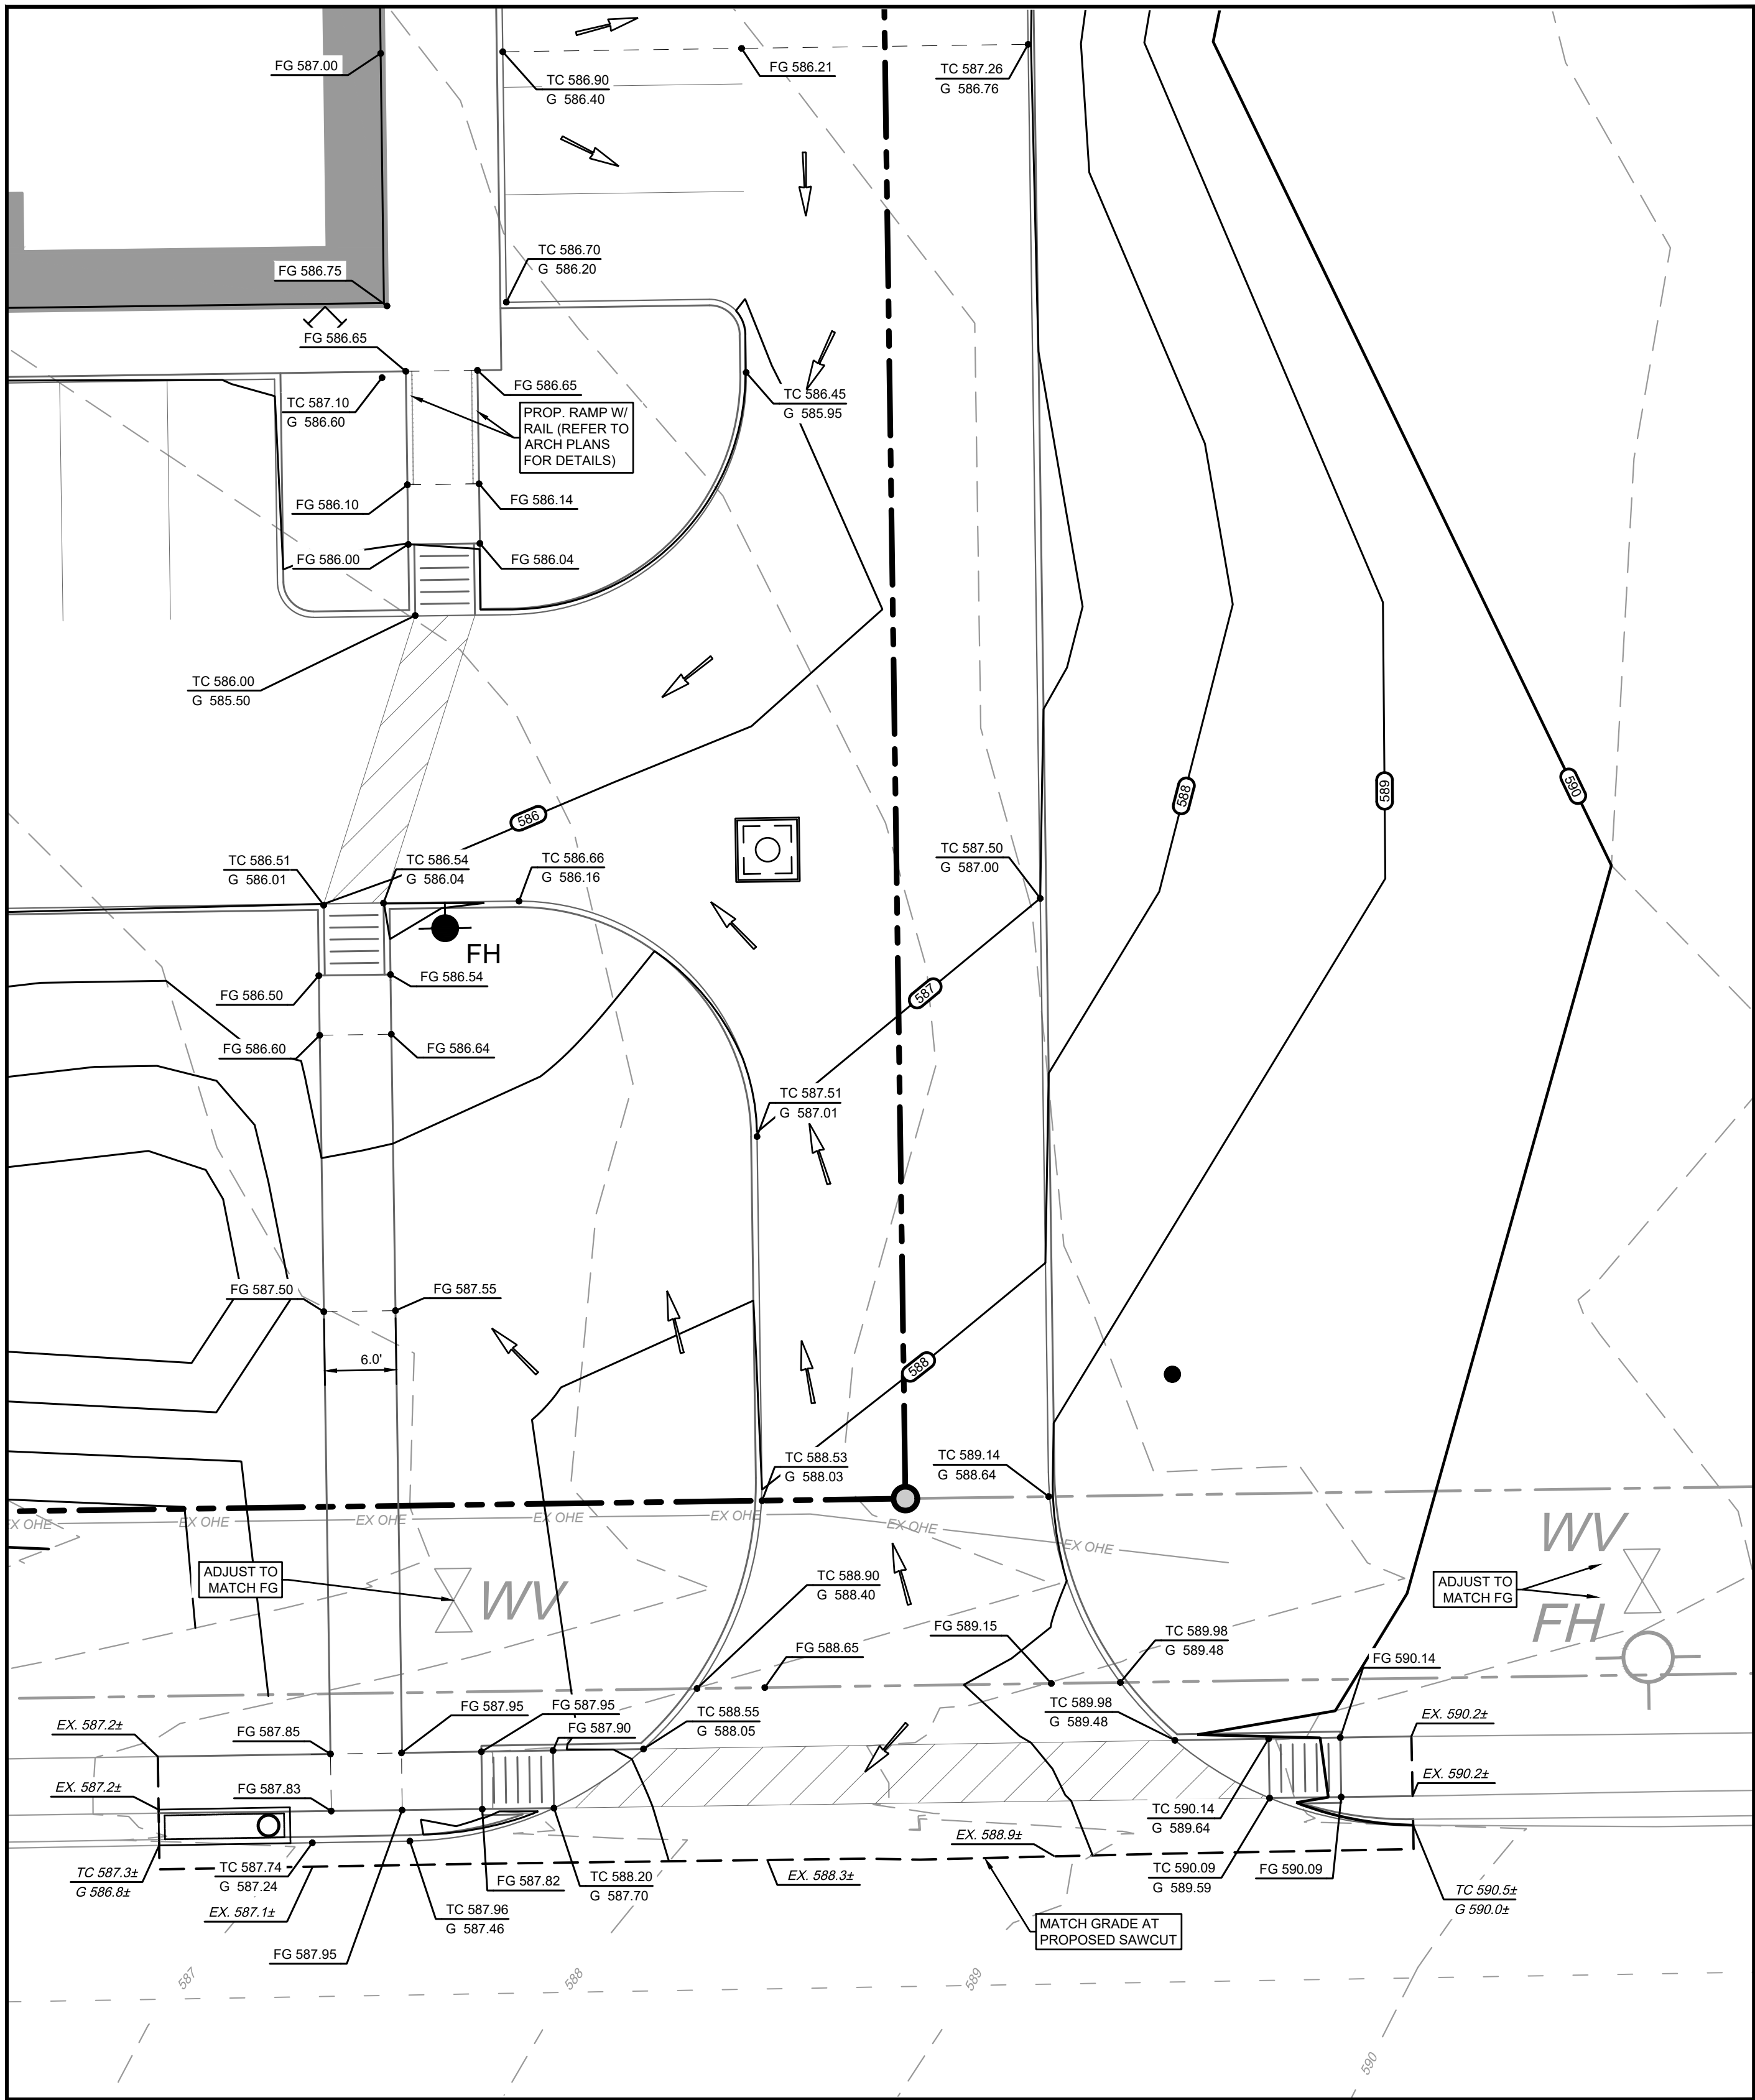 FG 587.00
TC 586.90
G 586.40
FG 586.21
TC 587.26
G 586.76
TC 586.70
G 586.20
FG 586.75
FG 586.65
FG 586.65
TC 587.10
G 586.60
TC 586.45
G 585.95
PROP. RAMP W/
RAIL (REFER TO
ARCH PLANS
FOR DETAILS)
FG 586.10
FG 586.14
FG 586.00
FG 586.04
TC 586.00
G 585.50
586
588
589
590
TC 586.51
G 586.01
TC 586.54
G 586.04
TC 586.66
G 586.16
TC 587.50
G 587.00
FH
FG 586.50
FG 586.54
587
FG 586.60
FG 586.64
TC 587.51
G 587.01
FG 587.50
FG 587.55
6.0'
588
TC 588.53
G 588.03
TC 589.14
G 588.64
EX OHE
EX OHE
EX OHE
EX OHE
EX OHE
EX OHE
EX OHE
ADJUST TO
MATCH FG
WV
TC 588.90
G 588.40
WV
ADJUST TO
MATCH FG
FH
FG 589.15
TC 589.98
G 589.48
FG 588.65
FG 590.14
FG 587.95
FG 587.95
TC 588.55
G 588.05
TC 589.98
G 589.48
EX. 587.2±
FG 587.85
FG 587.90
EX. 590.2±
EX. 587.2±
FG 587.83
EX. 590.2±
TC 590.14
G 589.64
EX. 588.9±
TC 587.3±
G 586.8±
TC 587.74
G 587.24
FG 587.82
TC 588.20
G 587.70
EX. 588.3±
TC 590.09
G 589.59
FG 590.09
TC 590.5±
G 590.0±
EX. 587.1±
TC 587.96
G 587.46
MATCH GRADE AT
PROPOSED SAWCUT
FG 587.95
587
588
589
590